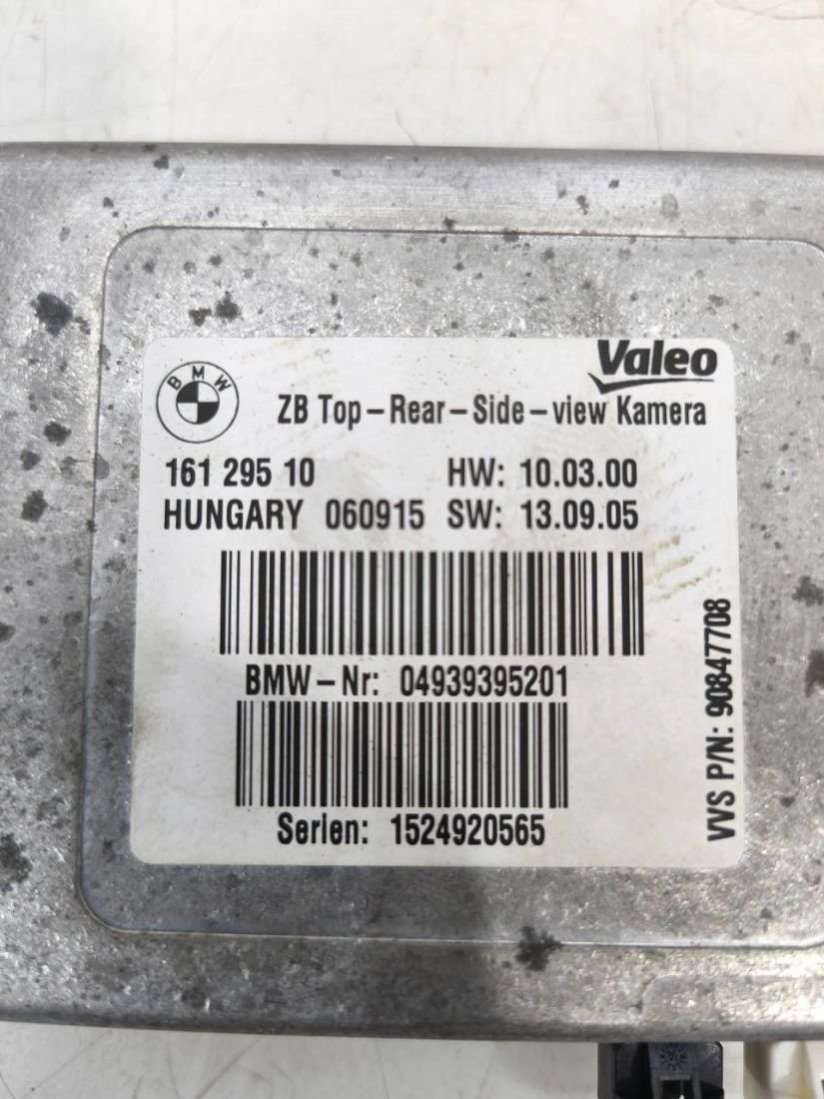 BMW
Valeo
ZB Top-Rear-Side-view Kamera
161 295 10 HW: 10.03.00
HUNGARY 060915 SW: 13.09.05
BMW-Nr: 04939395201
Serien: 1524920565
VVS P/N: 90847708